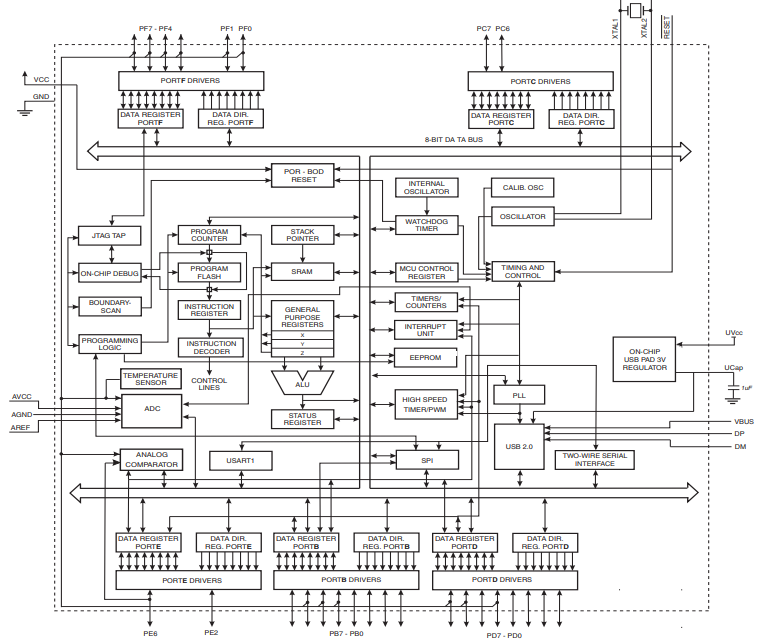 PF7 - PF4
PF1 PF0
PC7 PC6
XTAL1
XTAL2
RESET
VCC
GND
PORTF DRIVERS
PORTC DRIVERS
DATA REGISTER
PORTF
DATA DIR.
REG. PORTF
DATA REGISTER
PORTC
DATA DIR.
REG. PORTC
8-BIT DA TA BUS
POR - BOD
RESET
INTERNAL
OSCILLATOR
CALIB. OSC
WATCHDOG
TIMER
OSCILLATOR
JTAG TAP
PROGRAM
COUNTER
STACK
POINTER
ON-CHIP DEBUG
PROGRAM
FLASH
SRAM
MCU CONTROL
REGISTER
TIMING AND
CONTROL
BOUNDARY-
SCAN
INSTRUCTION
REGISTER
GENERAL
PURPOSE
REGISTERS
X
Y
Z
TIMERS/
COUNTERS
INTERRUPT
UNIT
PROGRAMMING
LOGIC
INSTRUCTION
DECODER
EEPROM
ON-CHIP
USB PAD 3V
REGULATOR
UVcc
UCap
1uF
TEMPERATURE
SENSOR
CONTROL
LINES
ALU
PLL
HIGH SPEED
TIMER/PWM
AVCC
AGND
AREF
ADC
STATUS
REGISTER
USB 2.0
VBUS
DP
DM
ANALOG
COMPARATOR
USART1
SPI
TWO-WIRE SERIAL
INTERFACE
DATA REGISTER
PORTE
DATA DIR.
REG. PORTE
DATA REGISTER
PORTB
DATA DIR.
REG. PORTB
DATA REGISTER
PORTD
DATA DIR.
REG. PORTD
PORTE DRIVERS
PORTB DRIVERS
PORTD DRIVERS
PE6
PE2
PB7 - PB0
PD7 - PD0